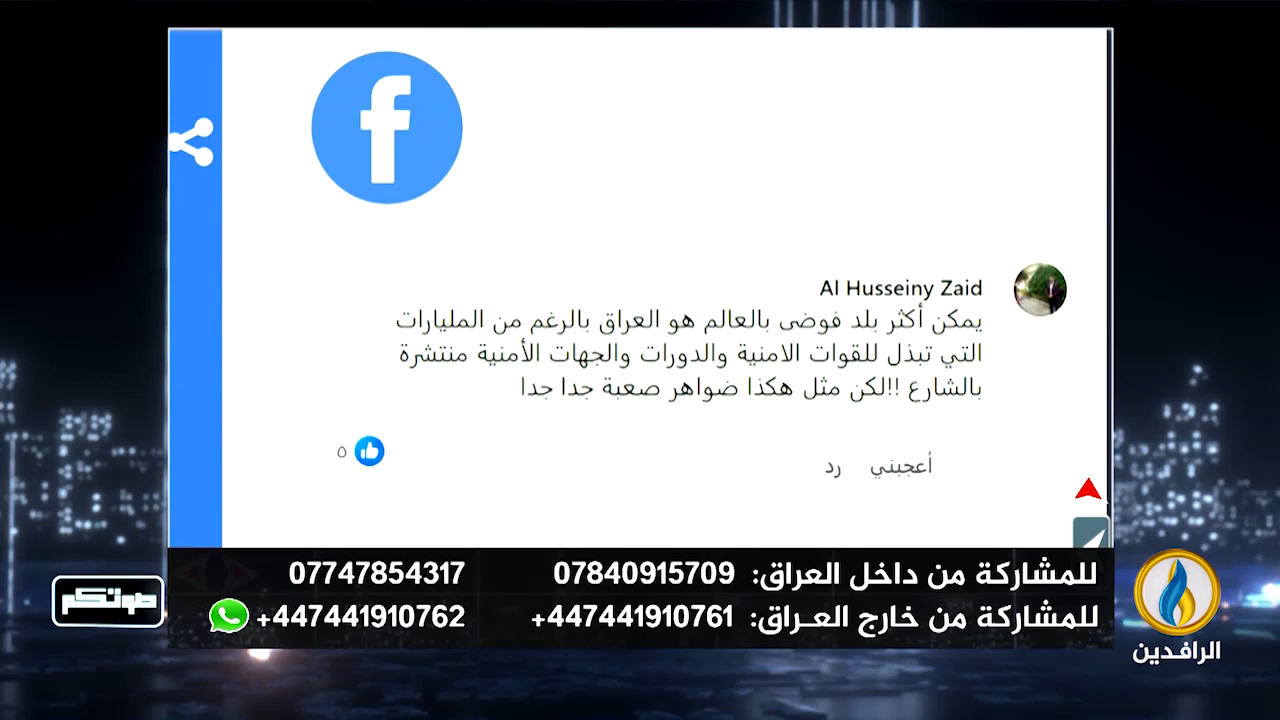 Al Husseiny Zaid
يمكن أكثر بلد فوضى بالعالم هو العراق بالرغم من المليارات
التي تبذل للقوات الامنية والدورات والجهات الأمنية منتشرة
بالشارع !!لكن مثل هكذا ضواهر صعبة جدا جدا
أعجبني رد ٥
للمشاركة من داخل العراق: 07840915709 07747854317
للمشاركة من خارج العراق: +447441910761 +447441910762
صوتكم
الرافدين